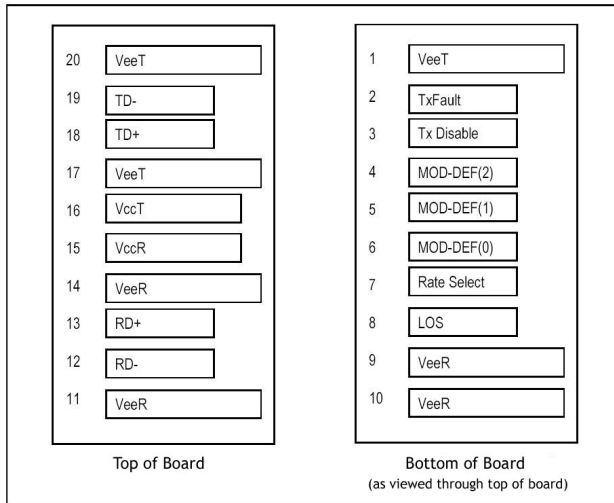 20 VeeT
19 TD-
18 TD+
17 VeeT
16 VccT
15 VccR
14 VeeR
13 RD+
12 RD-
11 VeeR
Top of Board
1 VeeT
2 TxFault
3 Tx Disable
4 MOD-DEF(2)
5 MOD-DEF(1)
6 MOD-DEF(0)
7 Rate Select
8 LOS
9 VeeR
10 VeeR
Bottom of Board
(as viewed through top of board)